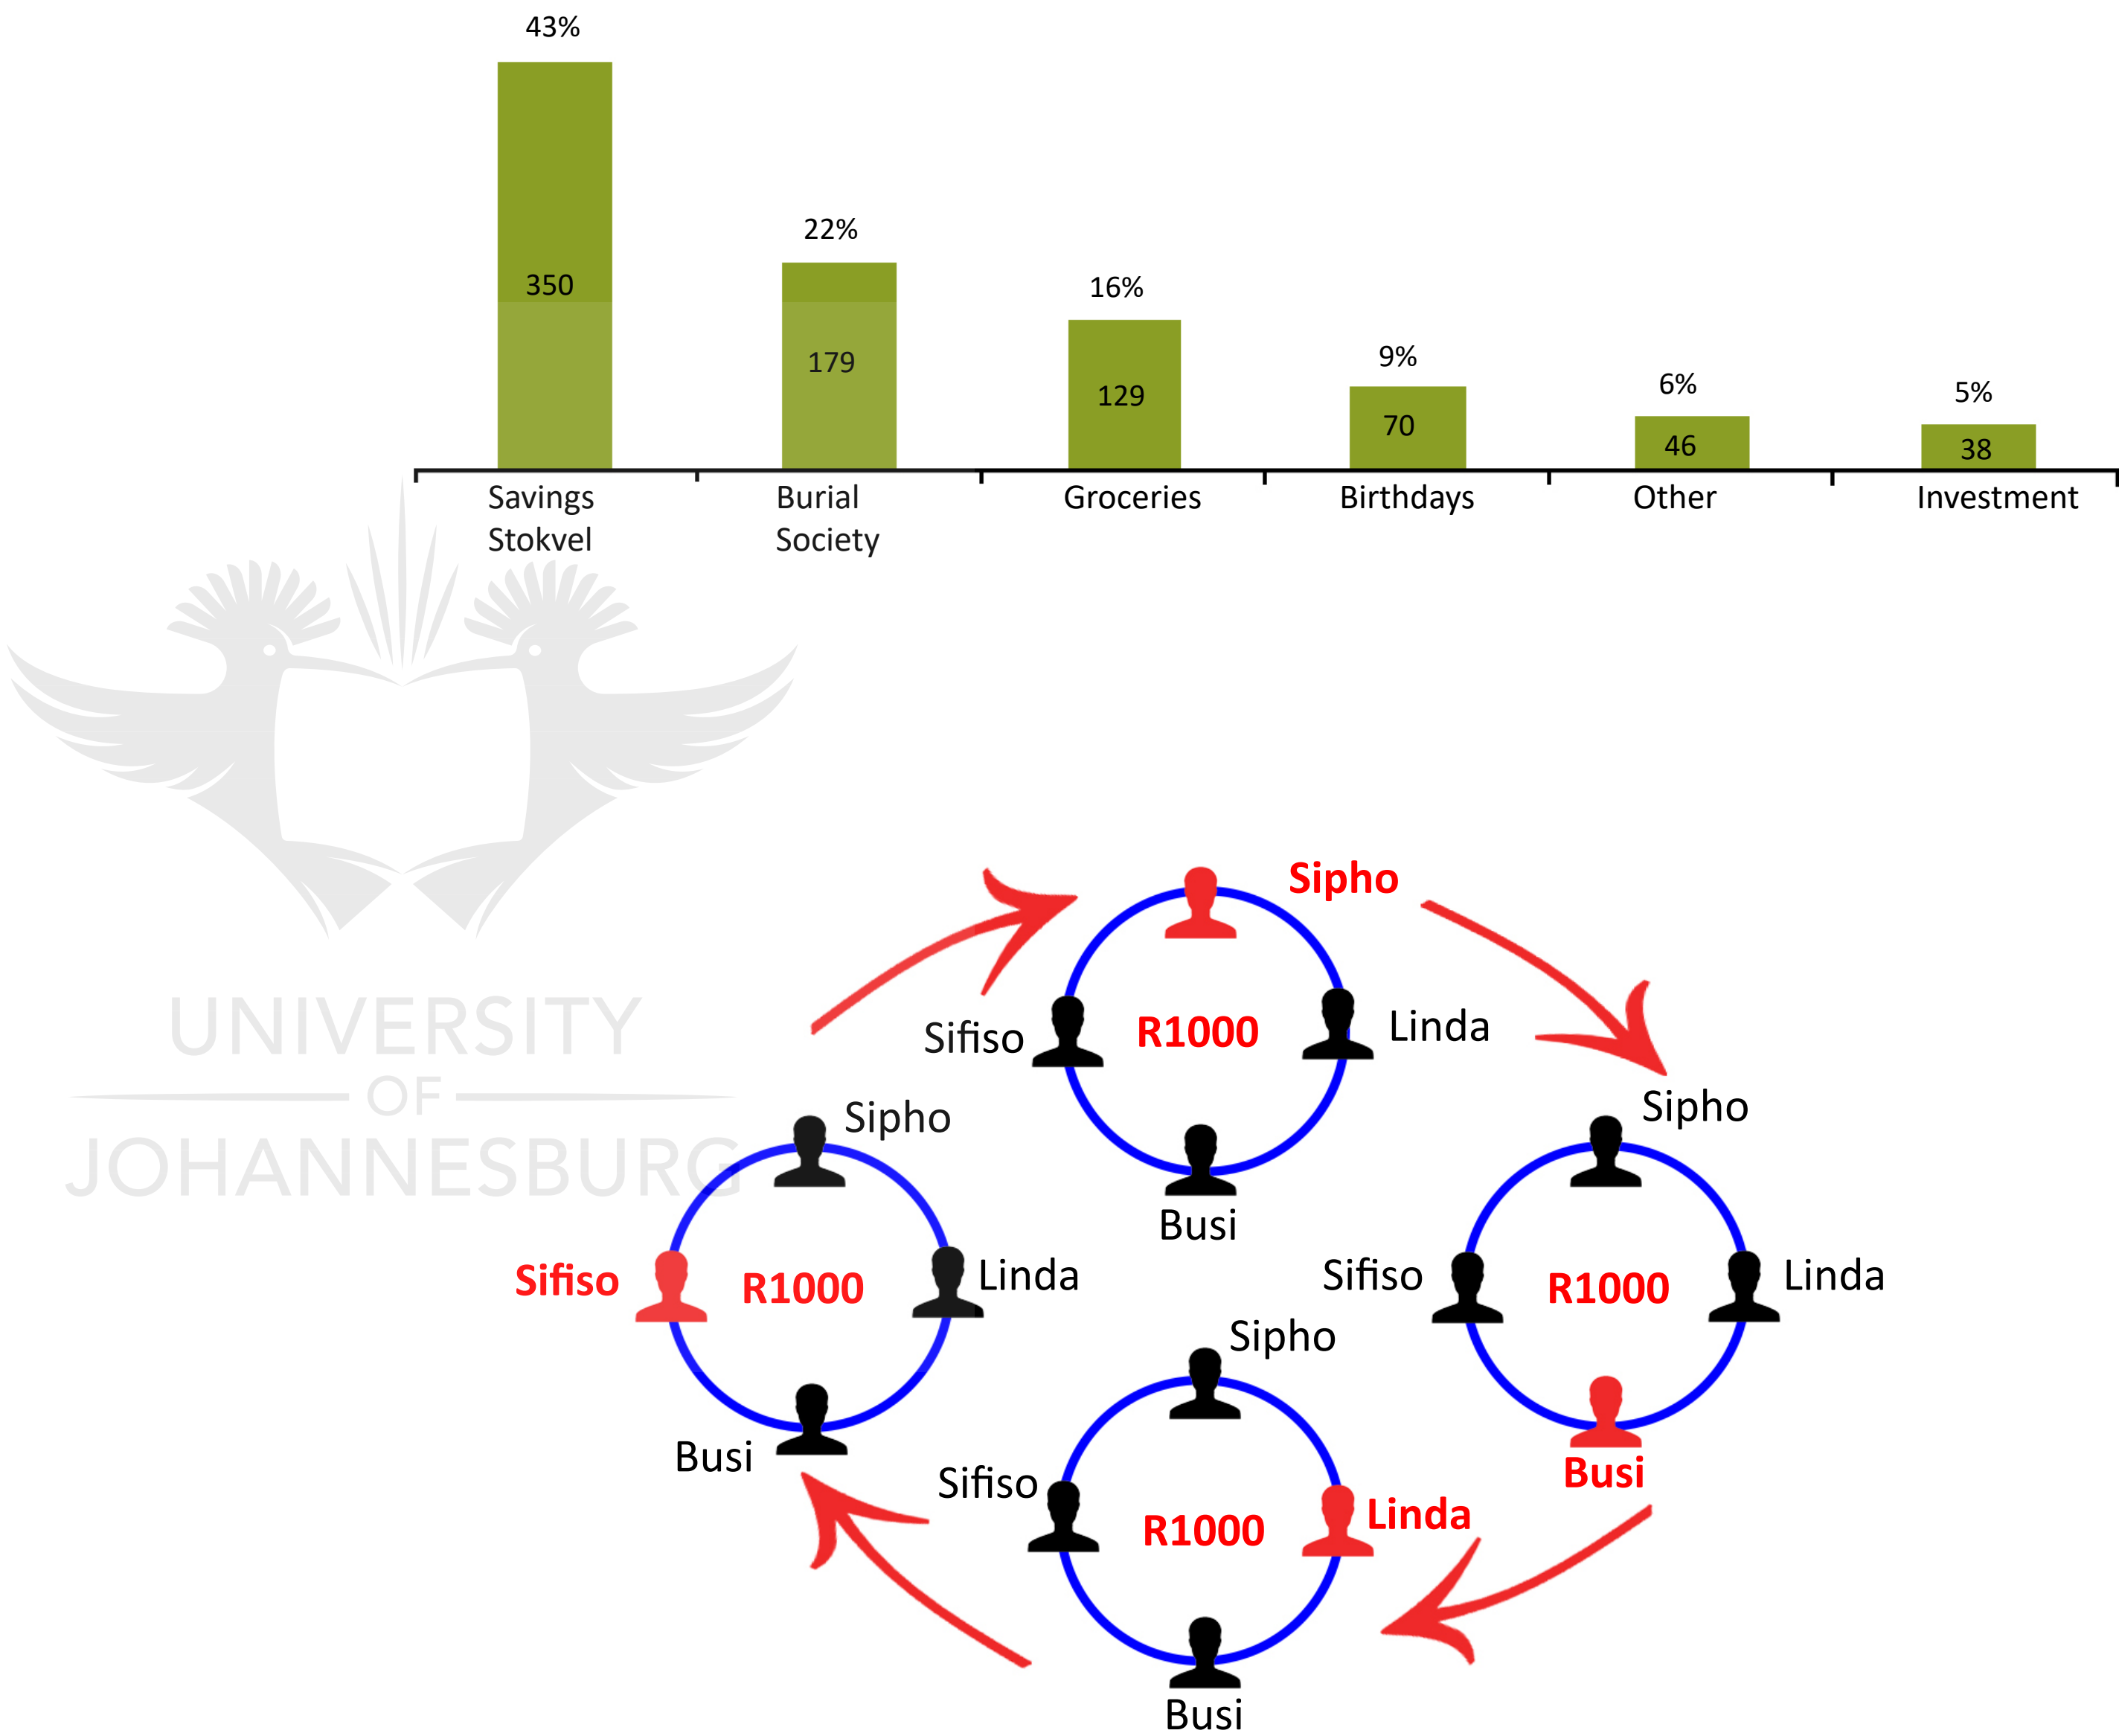 43%
22%
16%
9%
6%
5%
350
179
129
70
46
38
Savings
Stokvel
Burial
Society
Groceries
Birthdays
Other
Investment
UNIVERSITY
OF
JOHANNESBURG
Sipho
Sifiso
R1000
Linda
Busi
Sipho
Sifiso
R1000
Linda
Busi
Sipho
Sifiso
R1000
Linda
Busi
Sipho
Sifiso
R1000
Linda
Busi